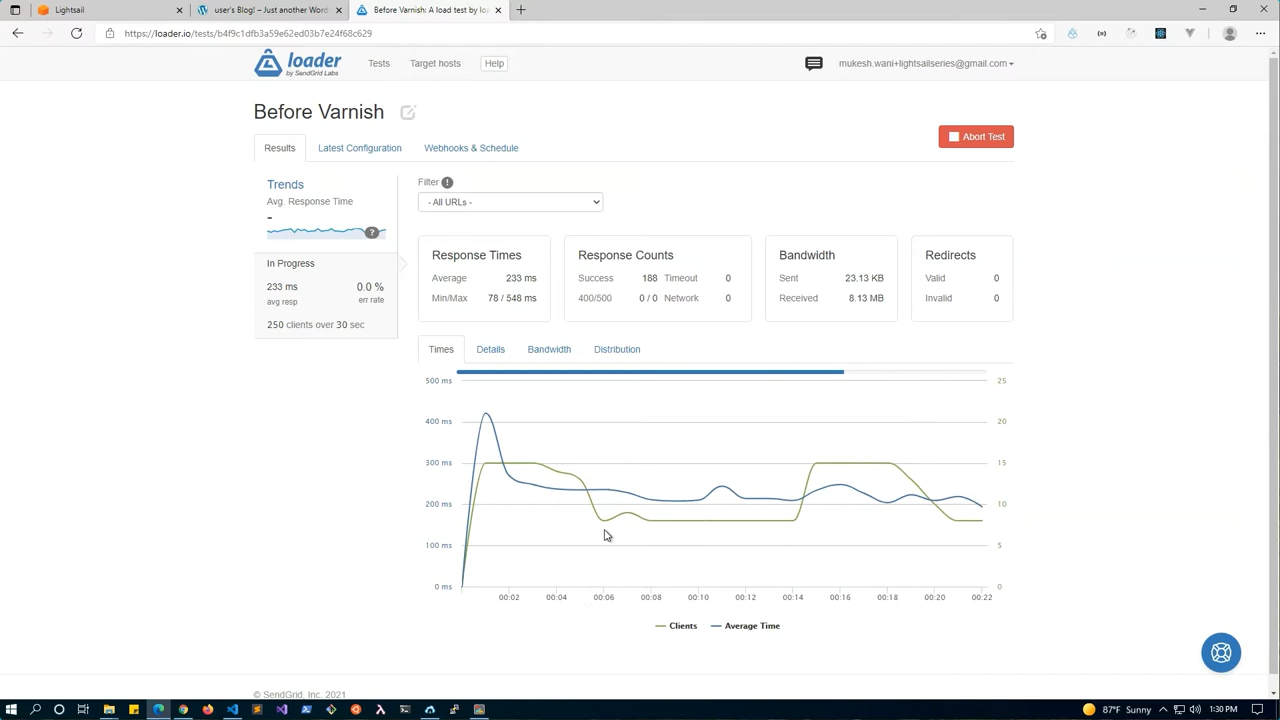 Lightsail
user's Blog! – Just another Word
Before Varnish: A load test by lo
https://loader.io/tests/b4f9c1dfb3a59e62ed03b7e24f68c629
loader
by SendGrid Labs
Tests
Target hosts
Help
mukesh.wani+lightsailseries@gmail.com
Before Varnish
Abort Test
Results
Latest Configuration
Webhooks & Schedule
Trends
Avg. Response Time
-
?
In Progress
233 ms
avg resp
0.0 %
err rate
250 clients over 30 sec
Filter !
- All URLs -
Response Times
Average 233 ms
Min/Max 78 / 548 ms
Response Counts
Success 188 Timeout 0
400/500 0 / 0 Network 0
Bandwidth
Sent 23.13 KB
Received 8.13 MB
Redirects
Valid 0
Invalid 0
Times
Details
Bandwidth
Distribution
500 ms 25
400 ms 20
300 ms 15
200 ms 10
100 ms 5
0 ms 0
00:02 00:04 00:06 00:08 00:10 00:12 00:14 00:16 00:18 00:20 00:22
Clients Average Time
© SendGrid, Inc. 2021
87°F Sunny
1:30 PM